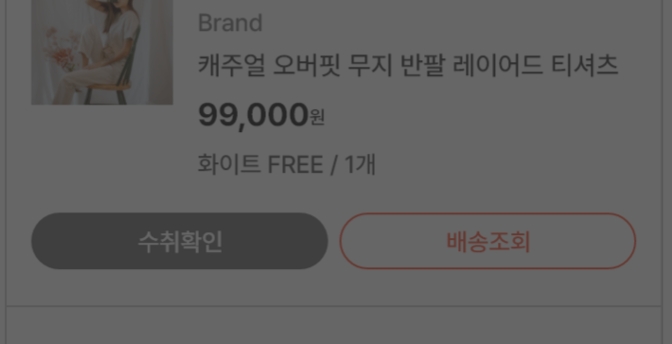 Brand
캐주얼 오버핏 무지 반팔 레이어드 티셔츠
99,000원
화이트 FREE / 1개
수취확인
배송조회